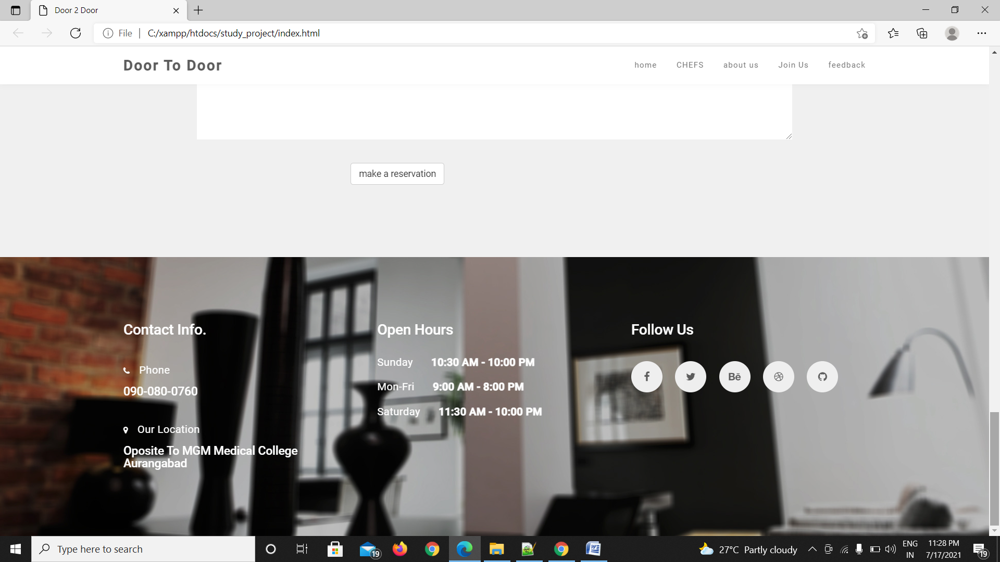 Door 2 Door
File | C:/xampp/htdocs/study_project/index.html
Door To Door
home CHEFS about us Join Us feedback
make a reservation
Contact Info.
Phone
090-080-0760
Our Location
Oposite To MGM Medical College
Aurangabad
Open Hours
Sunday 10:30 AM - 10:00 PM
Mon-Fri 9:00 AM - 8:00 PM
Saturday 11:30 AM - 10:00 PM
Follow Us
Bē
Type here to search
19
27°C Partly cloudy
ENG
IN
11:28 PM
7/17/2021
19